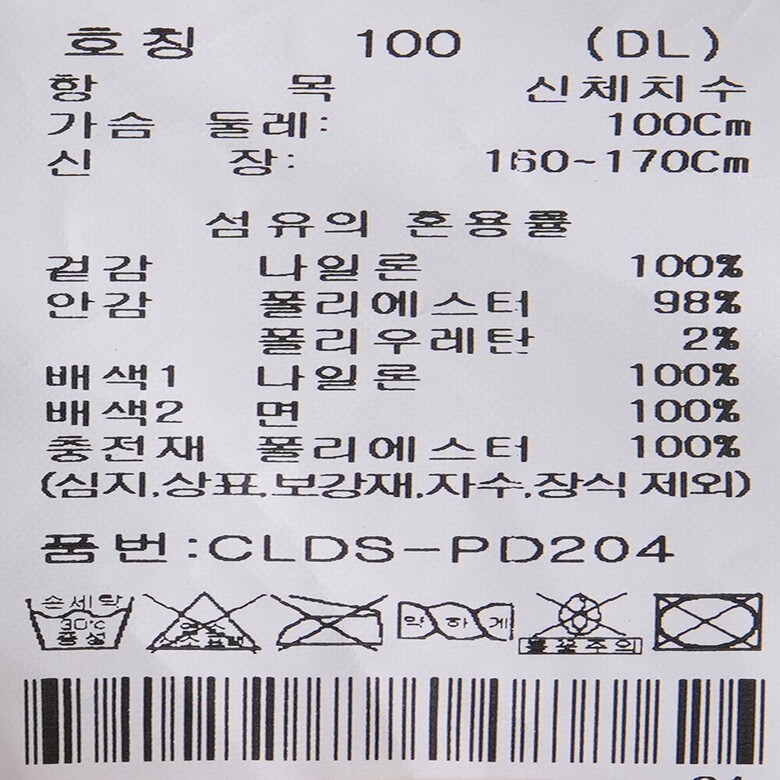 호칭 100 (DL)
항 목 신체치수
가슴 둘레: 100Cm
신 장: 160~170Cm
섬유의 혼용률
겉감 나일론 100%
안감 폴리에스터 98%
폴리우레탄 2%
배색1 나일론 100%
배색2 면 100%
충전재 폴리에스터 100%
(심지,상표,보강재,자수,장식 제외)
품번:CLDS-PD204
손세탁
30℃
중성
약하게